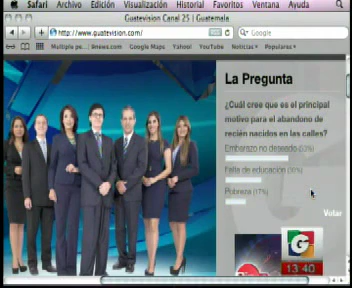 Safari Archivo Edición Visualización Historial Favoritos Ventana Ayuda
Guatevision Canal 25 | Guatemala
http://www.guatevision.com/
Google
Multiple pe...| 9news.com Google Maps Yahoo! YouTube Noticias Populares
La Pregunta
¿Cuál cree que es el principal
motivo para el abandono de
recién nacidos en las calles?
Embarazo no deseado (53%)
Falta de educación (30%)
Pobreza (17%)
Votar
G
13:40